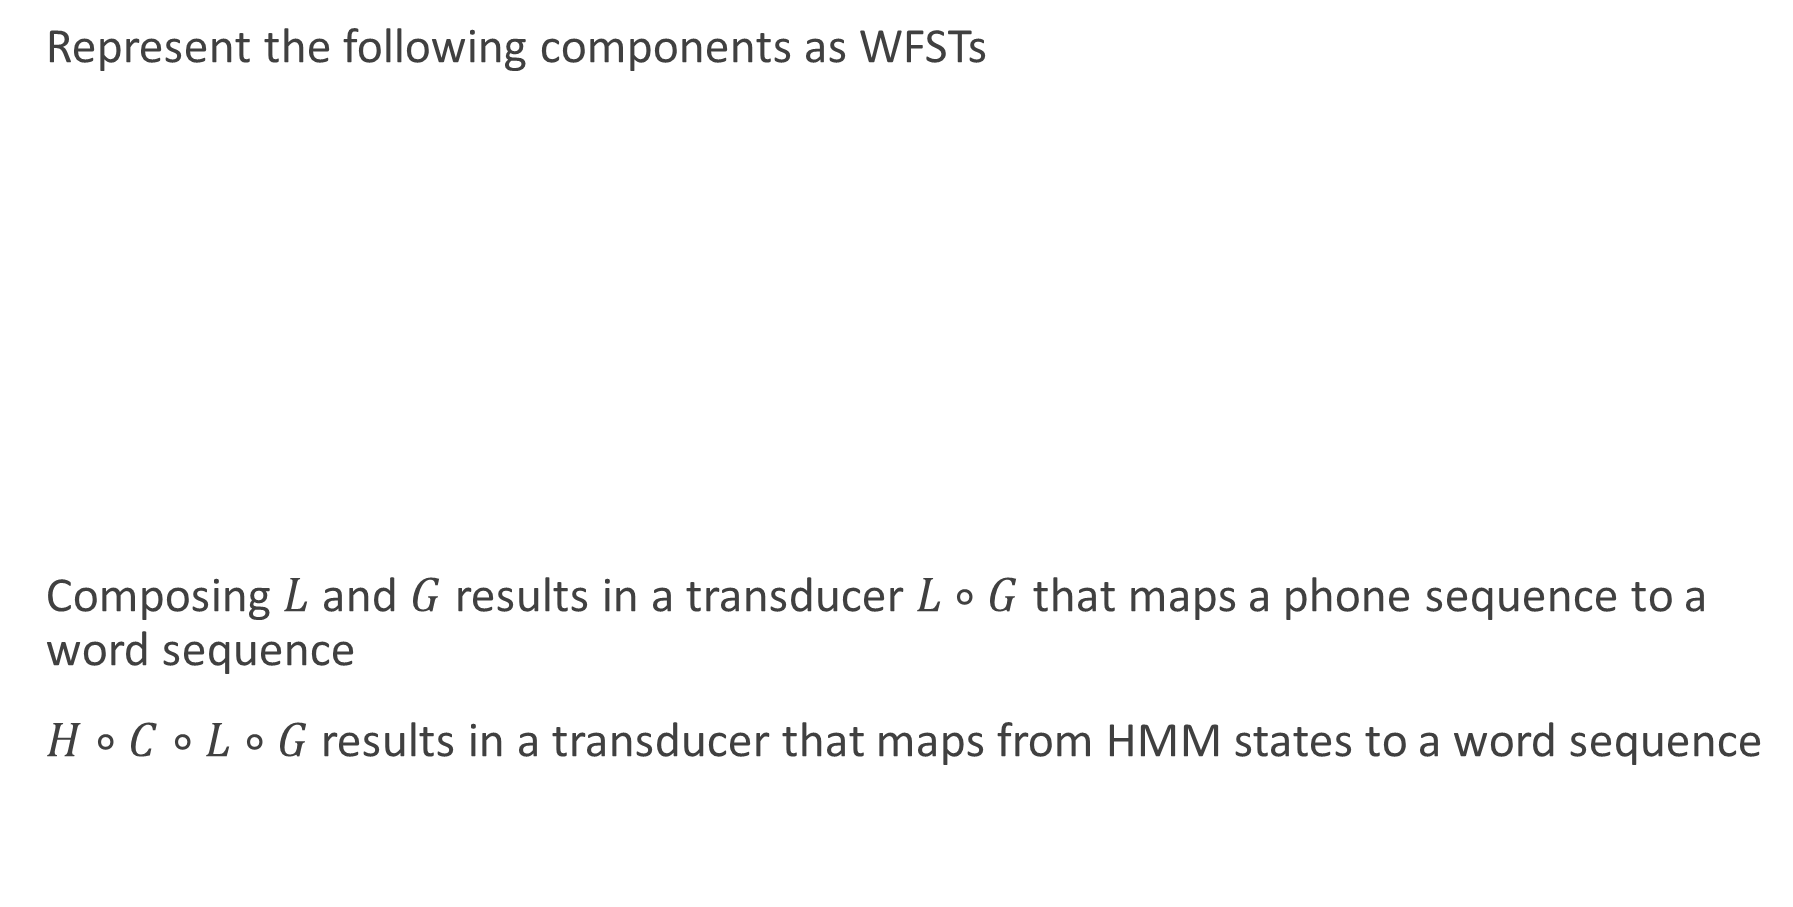 Represent the following components as WFSTs
Composing 𝐿 and 𝐺 results in a transducer 𝐿 ∘ 𝐺 that maps a phone sequence to a
word sequence
𝐻 ∘ 𝐶 ∘ 𝐿 ∘ 𝐺 results in a transducer that maps from HMM states to a word sequence